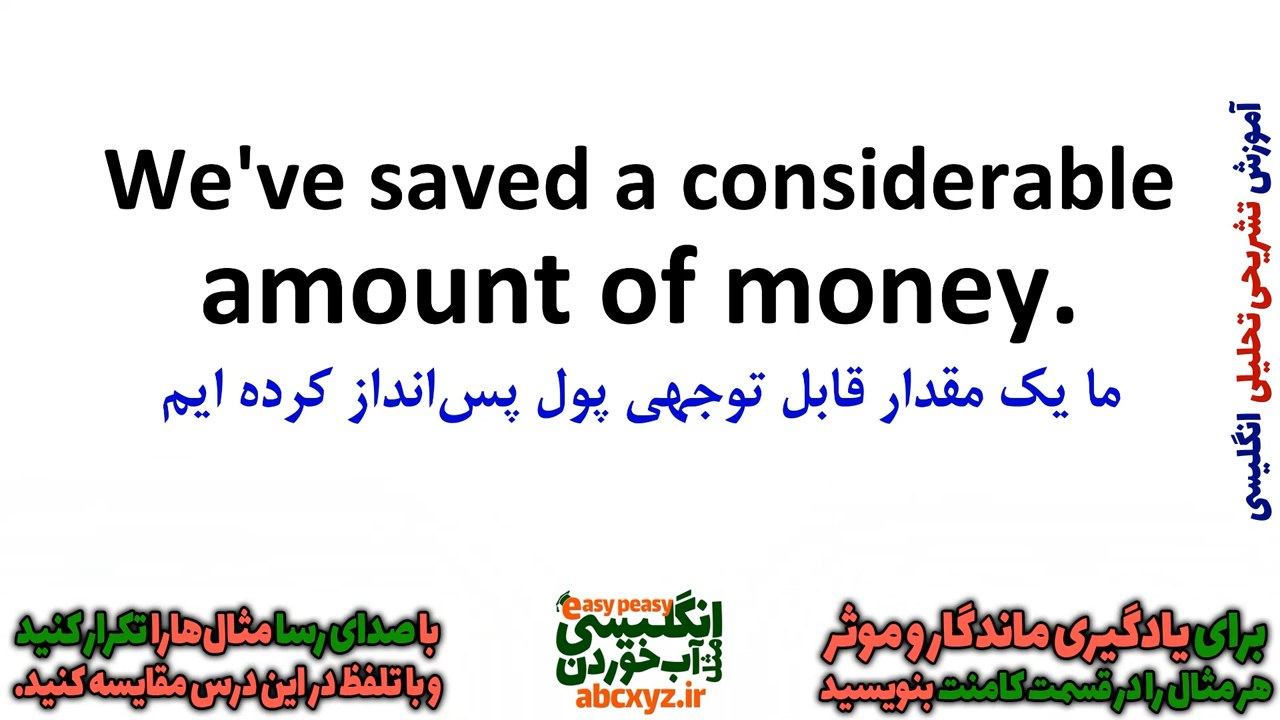 We've saved a considerable
amount of money.
ما یک مقدار قابل توجهی پول پس‌انداز کرده ایم
آموزش تشریحی تحلیلی انگلیسی
برای یادگیری ماندگار و موثر
هر مثال را در قسمت کامنت بنویسید
easy peasy
انگلیسی
مثل آب خوردن
abcxyz.ir
با صدای رسا مثال‌ها را تکرار کنید
و با تلفظ در این درس مقایسه کنید.